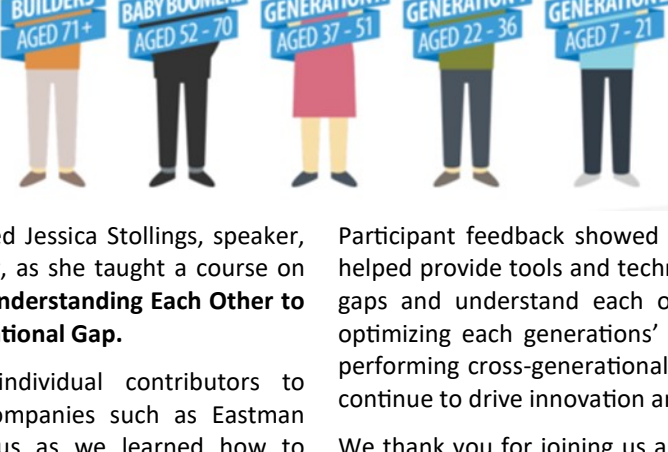 BUILDERS
AGED 71+
BABY BOOMERS
AGED 52 - 70
GENERATION
AGED 37 - 51
GENERATION
AGED 22 - 36
GENERATION
AGED 7 - 21
ed Jessica Stollings, speaker,
, as she taught a course on
nderstanding Each Other to
tional Gap.
individual contributors to
ompanies such as Eastman
us as we learned how to
Participant feedback showed
helped provide tools and techn
gaps and understand each o
optimizing each generations’
performing cross-generational
continue to drive innovation an
We thank you for joining us a